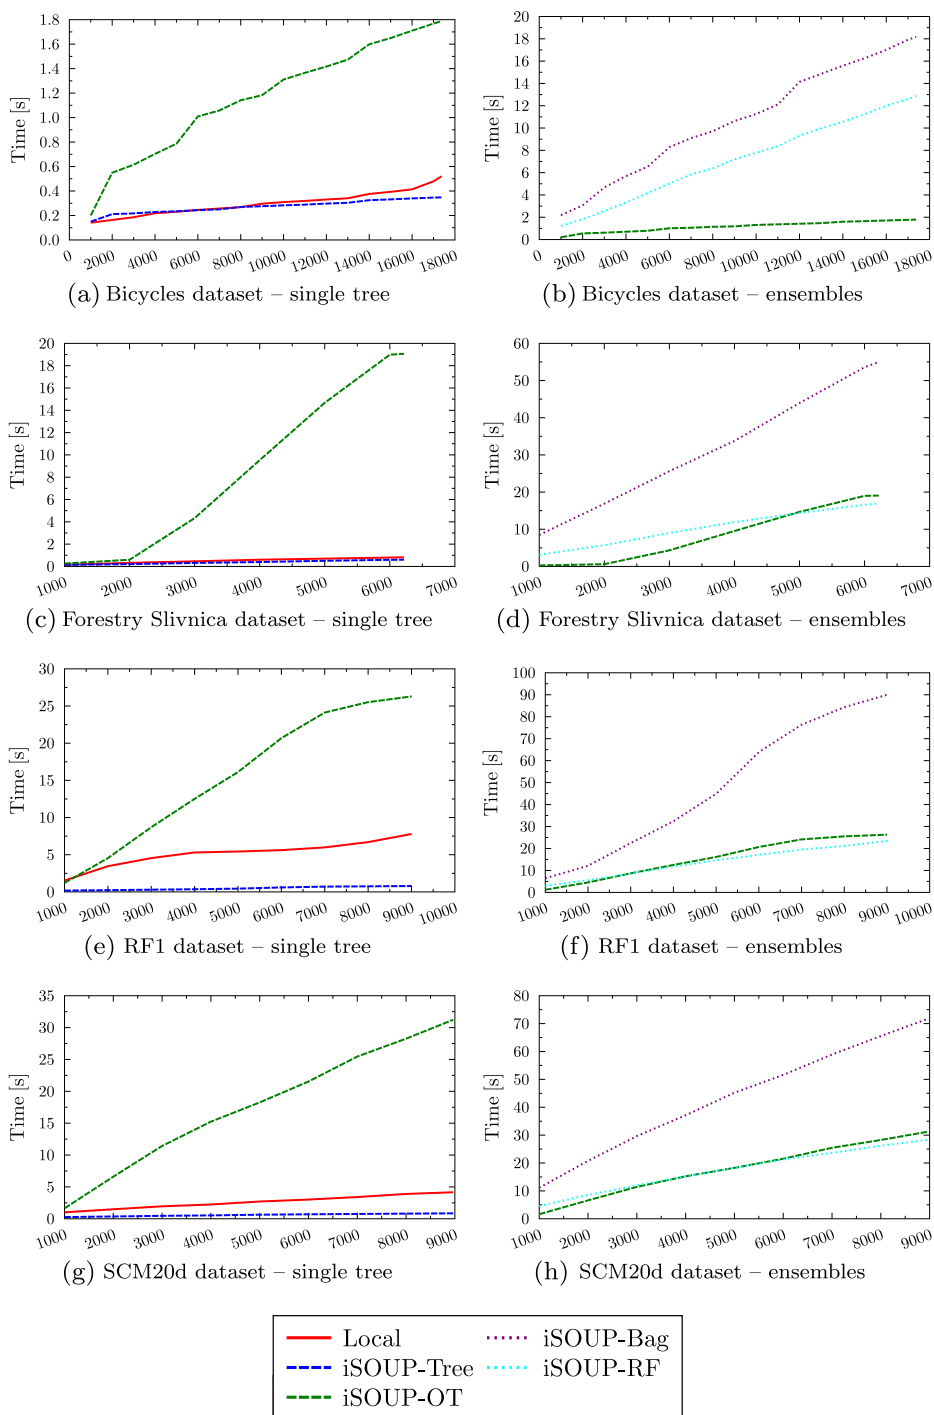 Time [s]
0.0 0.2 0.4 0.6 0.8 1.0 1.2 1.4 1.6 1.8
0 2000 4000 6000 8000 10000 12000 14000 16000 18000
(a) Bicycles dataset – single tree
Time [s]
0 2 4 6 8 10 12 14 16 18 20
0 2000 4000 6000 8000 10000 12000 14000 16000 18000
(b) Bicycles dataset – ensembles
Time [s]
0 1 2 4 6 7 8 10 11 12 13 14 15 16 17 18 19 20
1000 2000 3000 4000 5000 6000 7000
(c) Forestry Slivnica dataset – single tree
Time [s]
0 10 20 30 40 50 60
1000 2000 3000 4000 5000 6000 7000
(d) Forestry Slivnica dataset – ensembles
Time [s]
0 5 10 15 20 25 30
1000 2000 3000 4000 5000 6000 7000 8000 9000 10000
(e) RF1 dataset – single tree
Time [s]
0 10 20 30 40 50 60 70 80 90 100
1000 2000 3000 4000 5000 6000 7000 8000 9000 10000
(f) RF1 dataset – ensembles
Time [s]
0 5 10 15 20 25 30 35
1000 2000 3000 4000 5000 6000 7000 8000 9000
(g) SCM20d dataset – single tree
Time [s]
0 10 20 30 40 50 60 70 80
1000 2000 3000 4000 5000 6000 7000 8000 9000
(h) SCM20d dataset – ensembles
Local
iSOUP-Tree
iSOUP-OT
iSOUP-Bag
iSOUP-RF